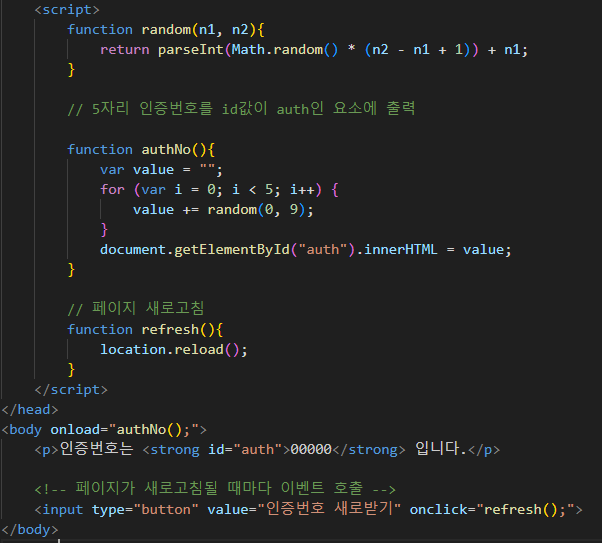 <script>
function random(n1, n2){
return parseInt(Math.random() * (n2 - n1 + 1)) + n1;
}
// 5자리 인증번호를 id값이 auth인 요소에 출력
function authNo(){
var value = "";
for (var i = 0; i < 5; i++) {
value += random(0, 9);
}
document.getElementById("auth").innerHTML = value;
}
// 페이지 새로고침
function refresh(){
location.reload();
}
</script>
</head>
<body onload="authNo();">
<p>인증번호는 <strong id="auth">00000</strong> 입니다.</p>
<!-- 페이지가 새로고침될 때마다 이벤트 호출 -->
<input type="button" value="인증번호 새로받기" onclick="refresh();">
</body>